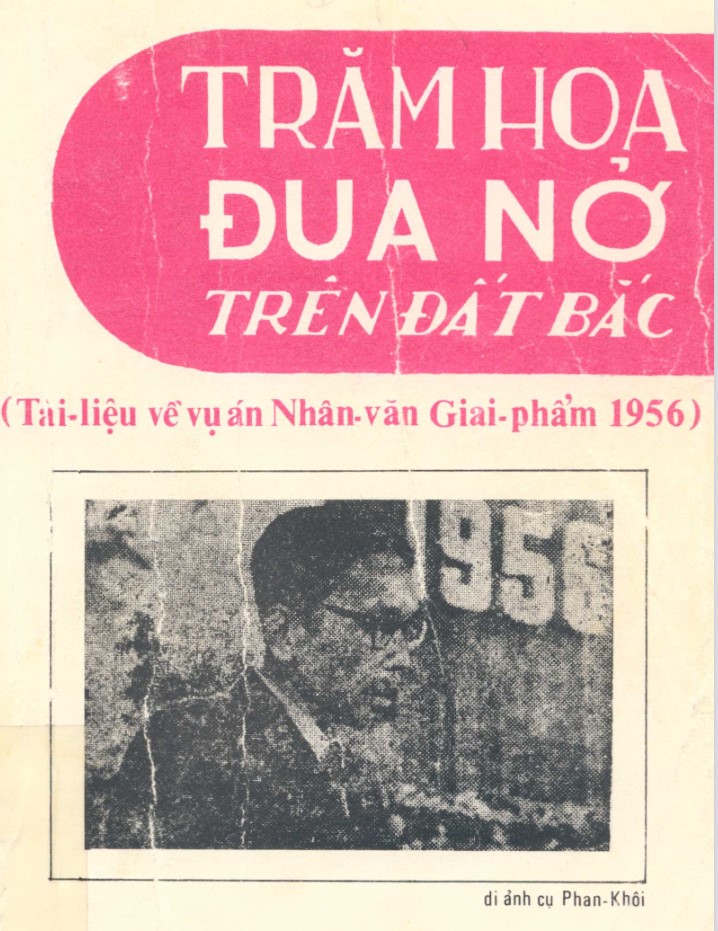 TRĂM HOA
ĐUA NỞ
TRÊN ĐẤT BẮC
(Tài-liệu về vụ án Nhân-văn Giai-phẩm 1956)
1956
di ảnh cụ Phan-Khôi